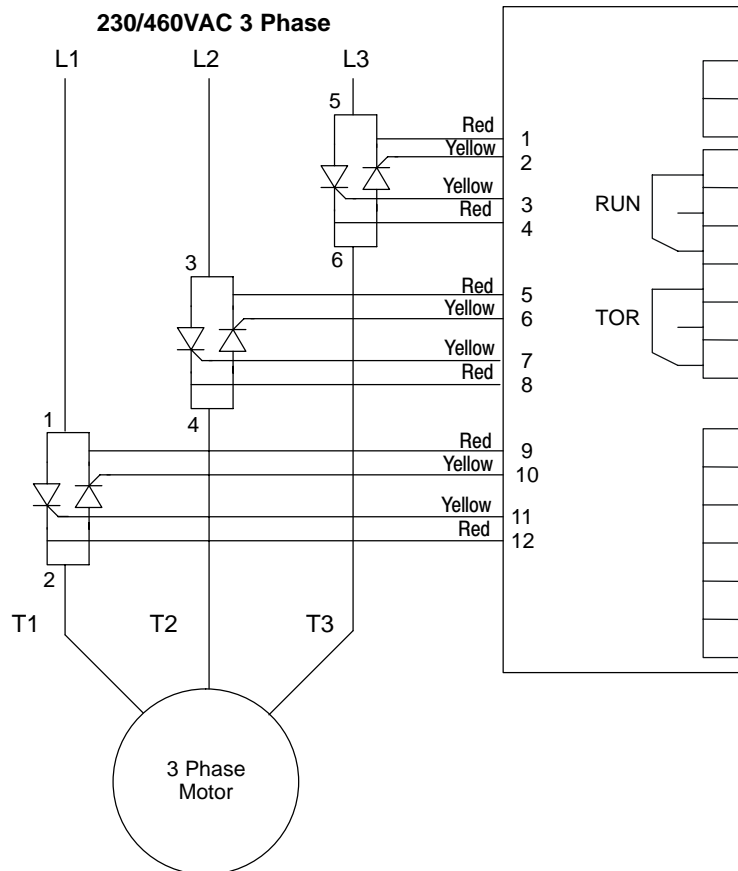 230/460VAC 3 Phase
L1 L2 L3
5
Red 1
Yellow 2
Yellow 3
Red 4
RUN
6
3
Red 5
Yellow 6
TOR
Yellow 7
Red 8
4
1
Red 9
Yellow 10
Yellow 11
Red 12
2
T1 T2 T3
3 Phase
Motor